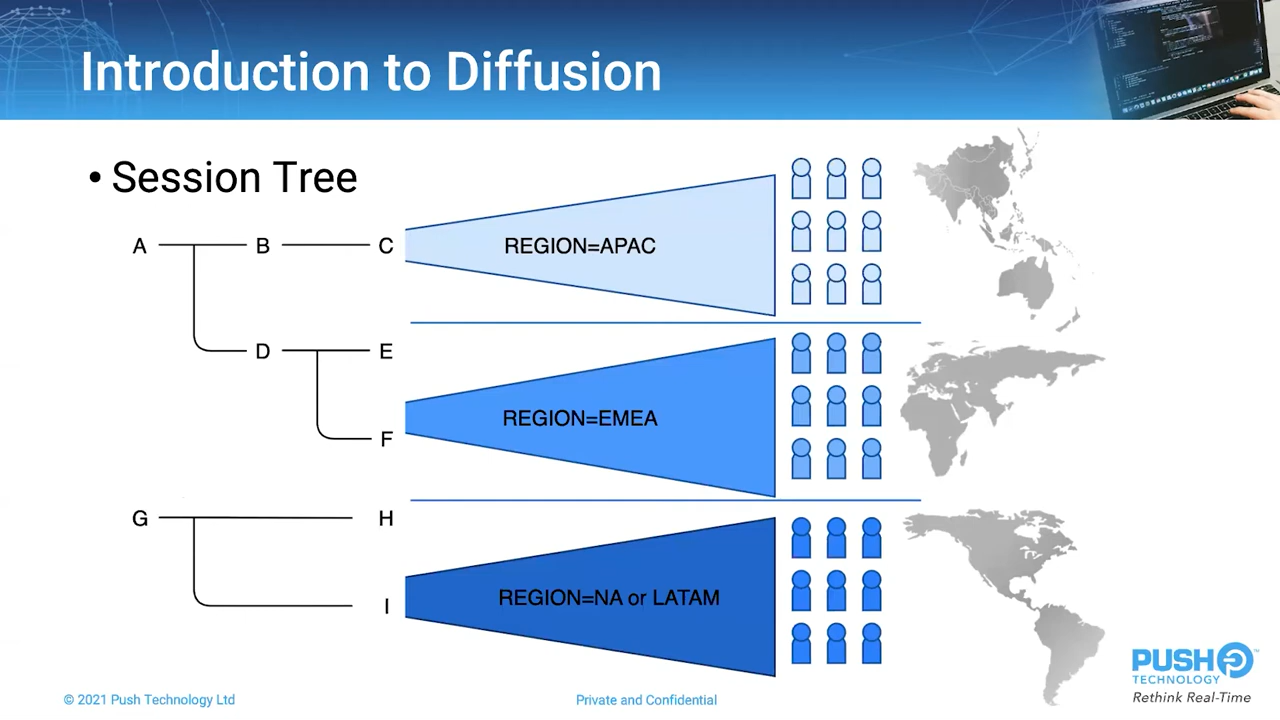 Introduction to Diffusion
• Session Tree
A B C
REGION=APAC
D E
F
REGION=EMEA
G H
I
REGION=NA or LATAM
PUSH
TECHNOLOGY
Rethink Real-Time
© 2021 Push Technology Ltd
Private and Confidential